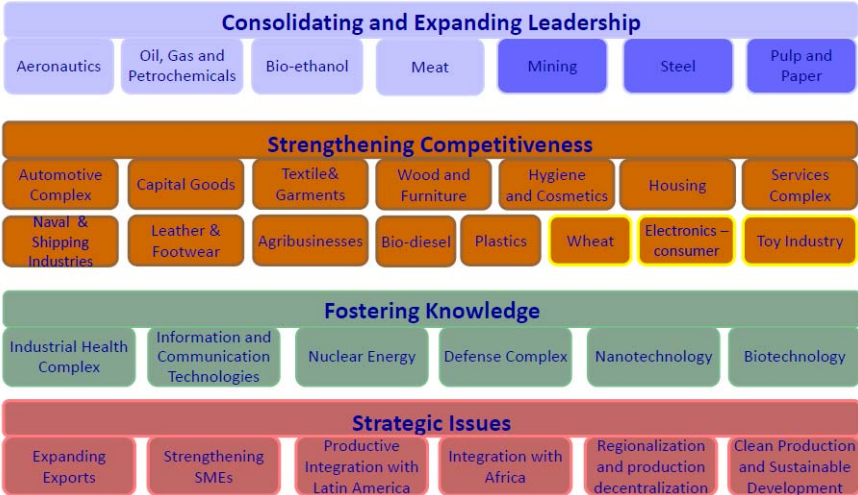 Consolidating and Expanding Leadership
Aeronautics
Oil, Gas and
Petrochemicals
Bio-ethanol
Meat
Mining
Steel
Pulp and
Paper
Strengthening Competitiveness
Automotive
Complex
Capital Goods
Textile&
Garments
Wood and
Furniture
Hygiene
and Cosmetics
Housing
Services
Complex
Naval &
Shipping
Industries
Leather &
Footwear
Agribusinesses
Bio-diesel
Plastics
Wheat
Electronics –
consumer
Toy Industry
Fostering Knowledge
Industrial Health
Complex
Information and
Communication
Technologies
Nuclear Energy
Defense Complex
Nanotechnology
Biotechnology
Strategic Issues
Expanding
Exports
Strengthening
SMEs
Productive
Integration with
Latin America
Integration with
Africa
Regionalization
and production
decentralization
Clean Production
and Sustainable
Development